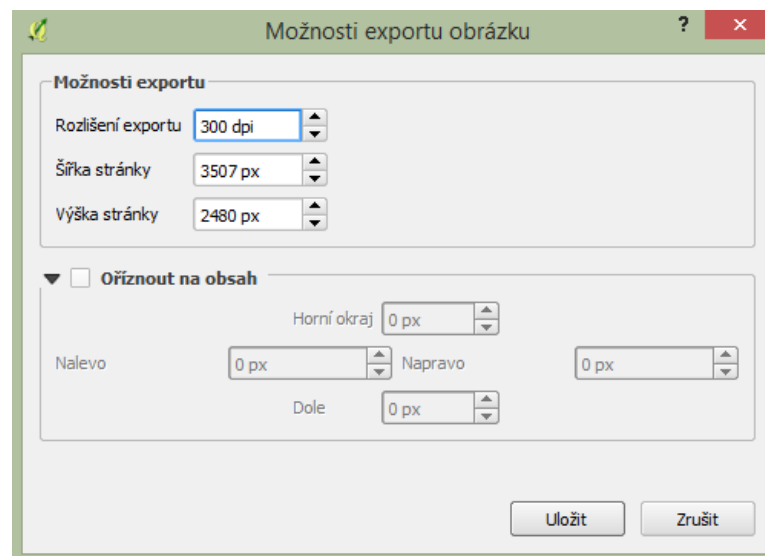 Možnosti exportu obrázku ? ×
Možnosti exportu
Rozlišení exportu 300 dpi
Šířka stránky 3507 px
Výška stránky 2480 px
Oříznout na obsah
Horní okraj 0 px
Nalevo 0 px Napravo 0 px
Dole 0 px
Uložit Zrušit